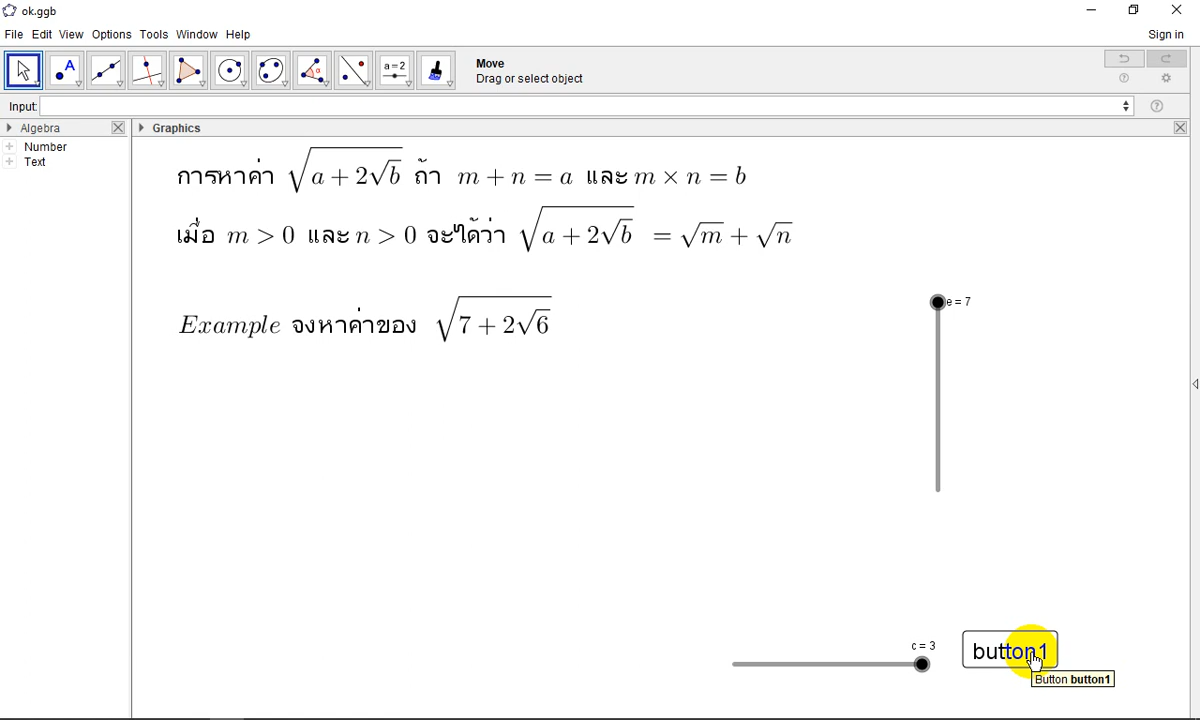 ok.ggb
File Edit View Options Tools Window Help
Sign in
Move
Drag or select object
Input:
Algebra
Graphics
Number
Text
การหาค่า √(a + 2√b) ถ้า m + n = a และ m × n = b
เมื่อ m > 0 และ n > 0 จะได้ว่า √(a + 2√b) = √m + √n
Example จงหาค่าของ √(7 + 2√6)
e = 7
c = 3
button1
Button button1